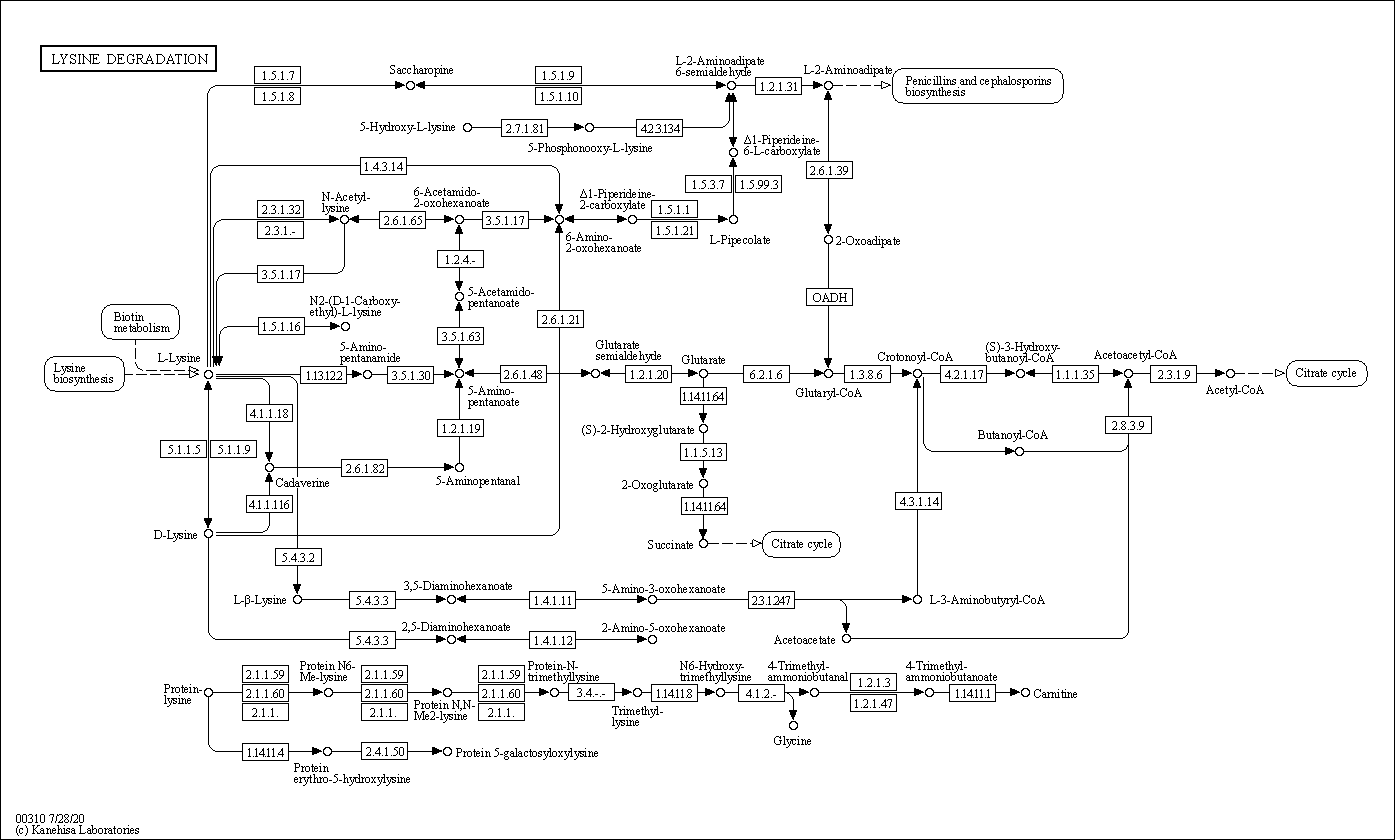 LYSINE DEGRADATION
1.5.1.7
1.5.1.8
Saccharopine
1.5.1.9
1.5.1.10
L-2-Aminoadipate
6-semialdehyde
1.2.1.31
L-2-Aminoadipate
Penicillins and cephalosporins
biosynthesis
5-Hydroxy-L-lysine
2.7.1.81
5-Phosphonooxy-L-lysine
4.2.3.134
Δ1-Piperideine-
6-L-carboxylate
1.4.3.14
1.5.3.7
1.5.99.3
2.6.1.39
2.3.1.32
2.3.1.-
N-Acetyl-
lysine
2.6.1.65
6-Acetamido-
2-oxohexanoate
3.5.1.17
6-Amino-
2-oxohexanoate
Δ1-Piperideine-
2-carboxylate
1.5.1.1
1.5.1.21
L-Pipecolate
2-Oxoadipate
3.5.1.17
1.2.4.-
5-Acetamido-
pentanoate
OADH
N2-(D-1-Carboxy-
ethyl)-L-lysine
1.5.1.16
3.5.1.63
2.6.1.21
Biotin
metabolism
Lysine
biosynthesis
L-Lysine
1.13.12.2
5-Amino-
pentanamide
3.5.1.30
5-Amino-
pentanoate
2.6.1.48
Glutarate
semialdehyde
1.2.1.20
Glutarate
6.2.1.6
Glutaryl-CoA
1.3.8.6
Crotonoyl-CoA
4.2.1.17
(S)-3-Hydroxy-
butanoyl-CoA
1.1.1.35
Acetoacetyl-CoA
2.3.1.9
Acetyl-CoA
Citrate cycle
4.1.1.18
1.14.11.64
(S)-2-Hydroxyglutarate
1.1.5.13
2-Oxoglutarate
1.14.11.64
Succinate
Citrate cycle
1.2.1.19
2.8.3.9
Butanoyl-CoA
5.1.1.5
5.1.1.9
Cadaverine
2.6.1.82
5-Aminopentanal
4.1.1.116
4.3.1.14
D-Lysine
5.4.3.2
L-β-Lysine
5.4.3.3
3,5-Diaminohexanoate
1.4.1.11
5-Amino-3-oxohexanoate
2.3.1.247
L-3-Aminobutyryl-CoA
5.4.3.3
2,5-Diaminohexanoate
1.4.1.12
2-Amino-5-oxohexanoate
Acetoacetate
Protein-
lysine
2.1.1.59
2.1.1.60
2.1.1.
Protein N6-
Me-lysine
2.1.1.59
2.1.1.60
2.1.1.
Protein N,N-
Me2-lysine
2.1.1.59
2.1.1.60
2.1.1.
Protein-N-
trimethyllysine
3.4.-.-
Trimethyl-
lysine
1.14.11.8
N6-Hydroxy-
trimethyllysine
4.1.2.-
Glycine
4-Trimethyl-
ammoniobutanal
1.2.1.3
1.2.1.47
4-Trimethyl-
ammoniobutanoate
1.14.11.1
Carnitine
1.14.11.4
Protein
erythro-5-hydroxylysine
2.4.1.50
Protein 5-galactosyloxylysine
00310 7/28/20
(c) Kanehisa Laboratories